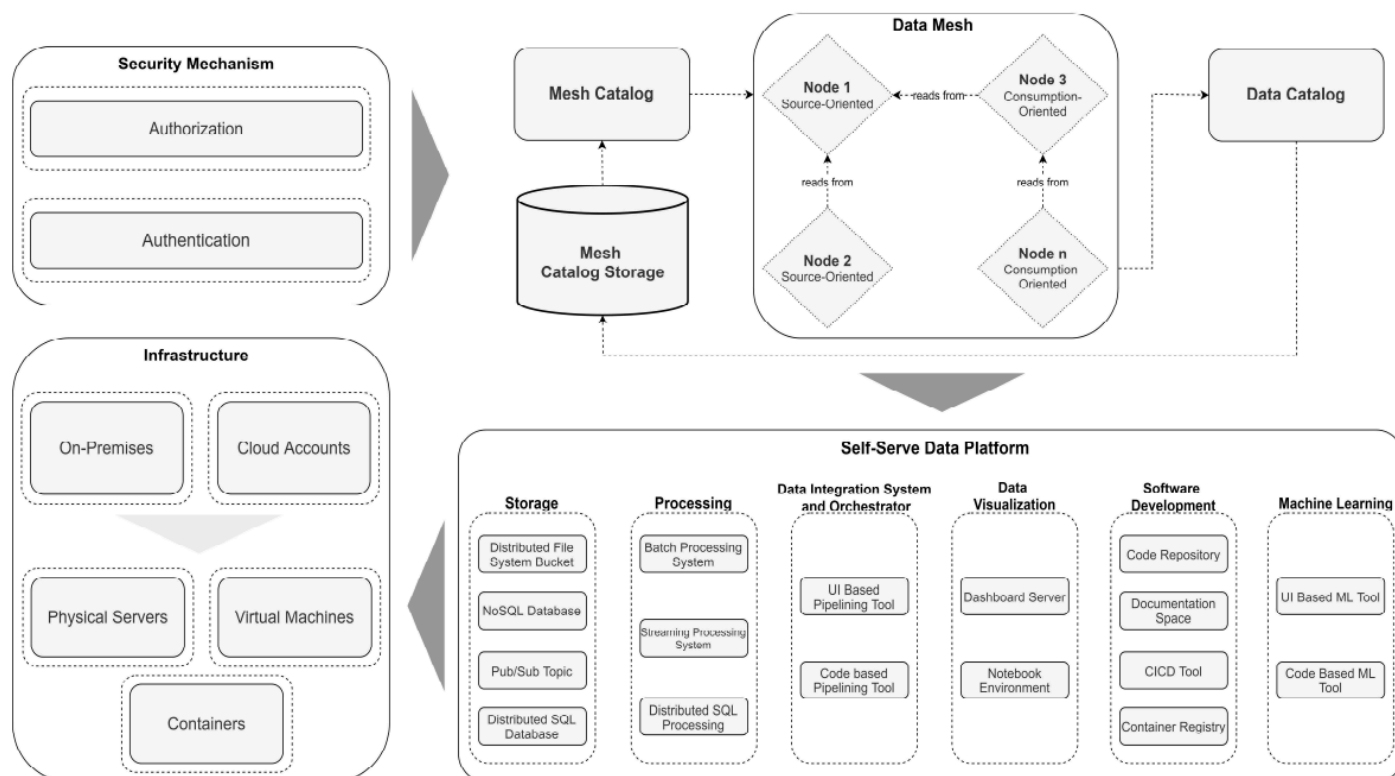 Security Mechanism
Authorization
Authentication
Data Mesh
Mesh Catalog
Mesh
Catalog Storage
Node 1
Source-Oriented
reads from
Node 3
Consumption-
Oriented
reads from
reads from
Node 2
Source-Oriented
Node n
Consumption
Oriented
Data Catalog
Infrastructure
On-Premises
Cloud Accounts
Physical Servers
Virtual Machines
Containers
Self-Serve Data Platform
Storage
Distributed File
System Bucket
NoSQL Database
Pub/Sub Topic
Distributed SQL
Database
Processing
Batch Processing
System
Streaming Processing
System
Distributed SQL
Processing
Data Integration System
and Orchestrator
UI Based
Pipelining Tool
Code based
Pipelining Tool
Data
Visualization
Dashboard Server
Notebook
Environment
Software
Development
Code Repository
Documentation
Space
CICD Tool
Container Registry
Machine Learning
UI Based ML Tool
Code Based ML
Tool